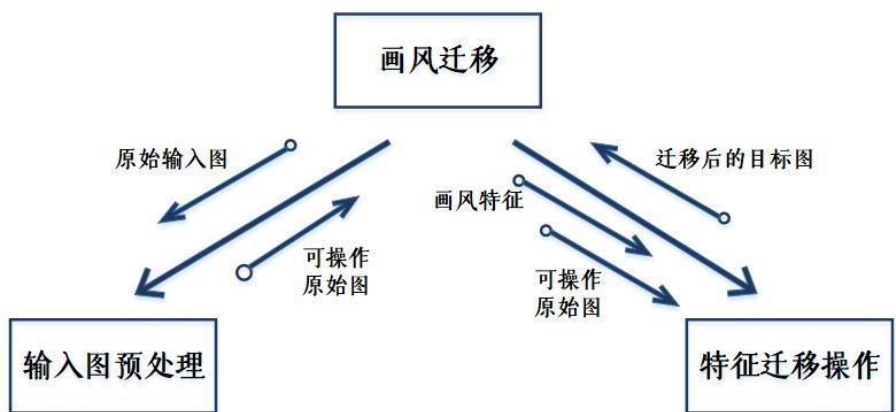 画风迁移
原始输入图
迁移后的目标图
画风特征
可操作
原始图
可操作
原始图
输入图预处理
特征迁移操作